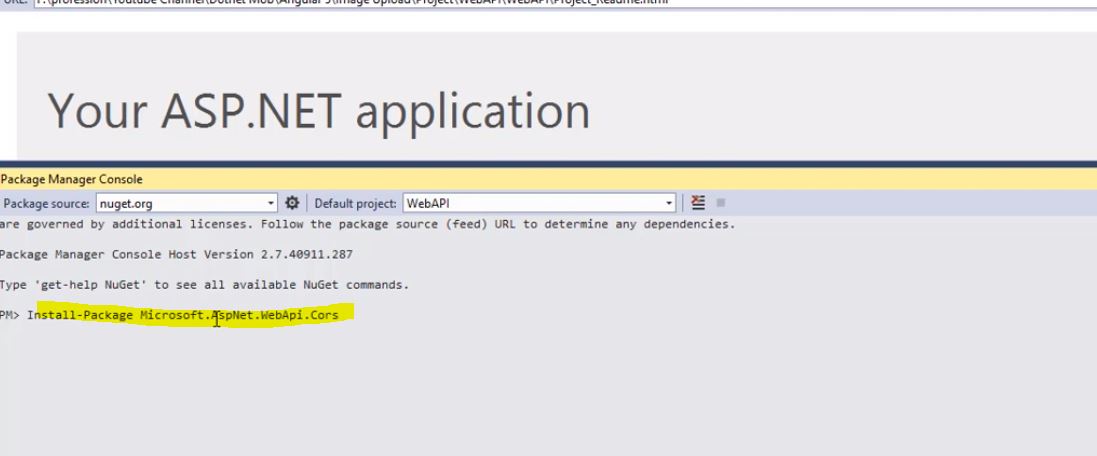 URL: F:\profession\Youtube Channel\Dotnet Mob\Angular 5\Image Upload\Project\WebAPI\WebAPI\Project_Readme.html
Your ASP.NET application
Package Manager Console
Package source: nuget.org Default project: WebAPI
are governed by additional licenses. Follow the package source (feed) URL to determine any dependencies.
Package Manager Console Host Version 2.7.40911.287
Type 'get-help NuGet' to see all available NuGet commands.
PM> Install-Package Microsoft.AspNet.WebApi.Cors